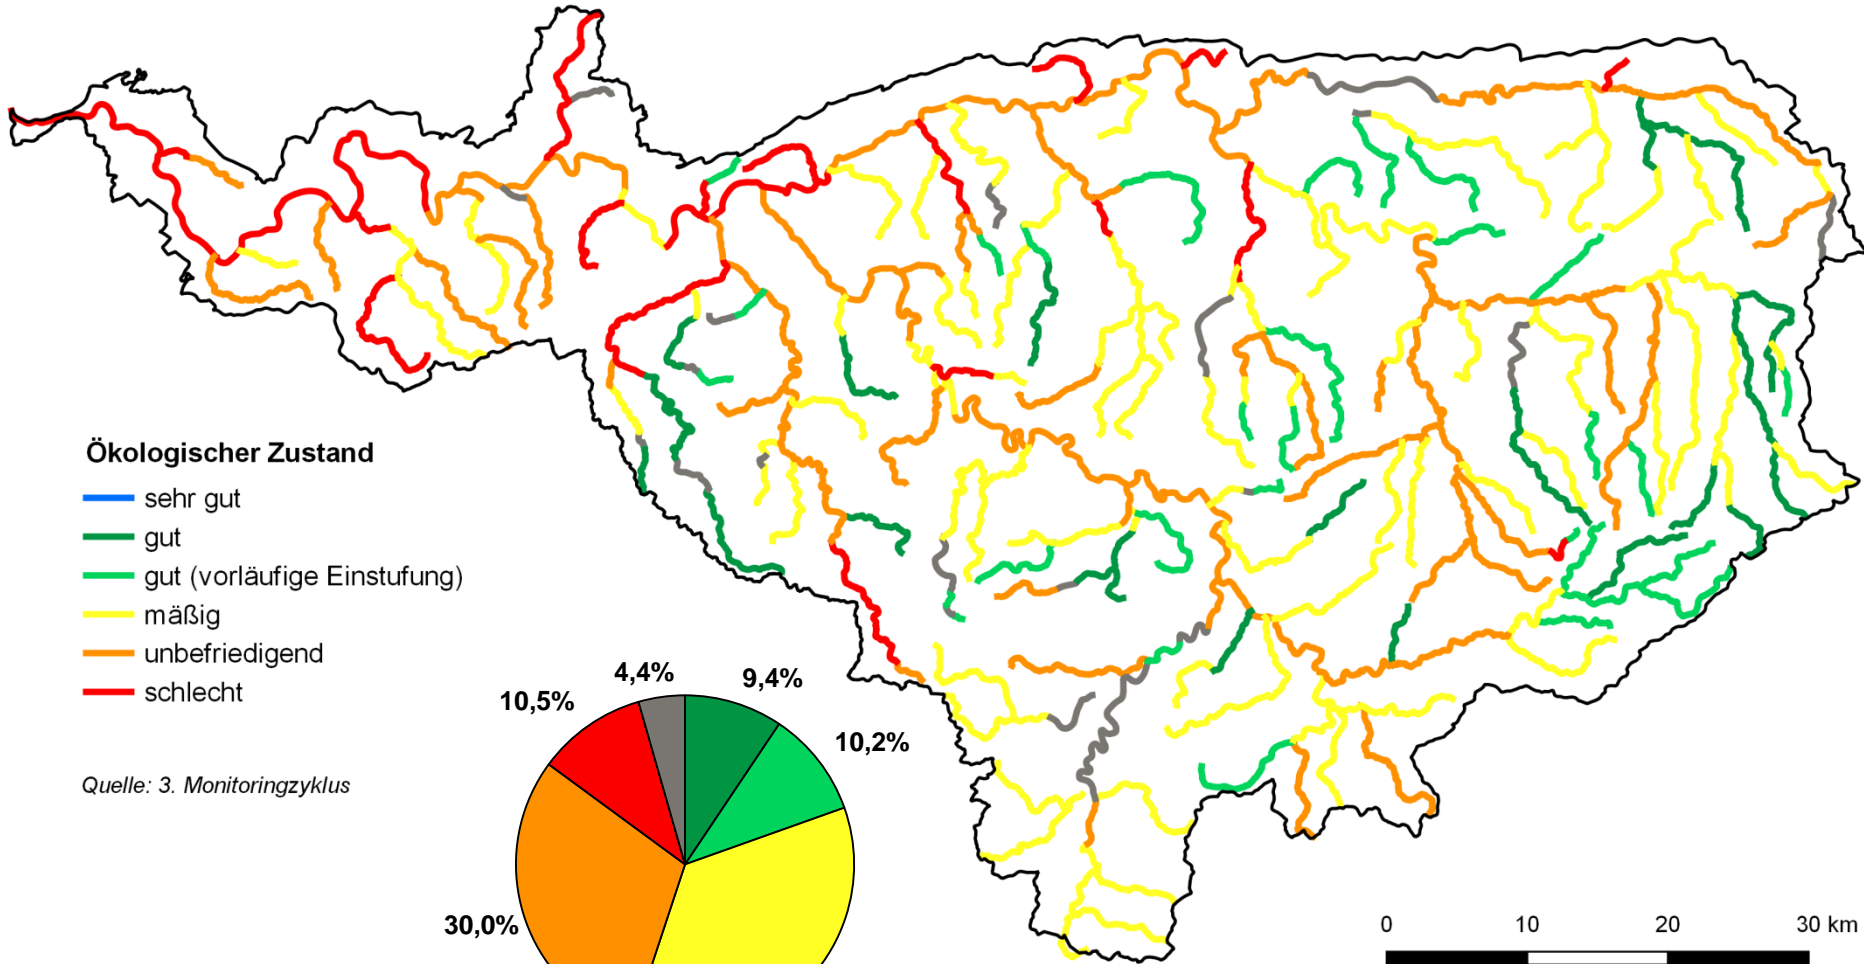 Ökologischer Zustand
sehr gut
gut
gut (vorläufige Einstufung)
mäßig
unbefriedigend
schlecht
Quelle: 3. Monitoringzyklus
4,4%
9,4%
10,5%
10,2%
30,0%
0 10 20 30 km